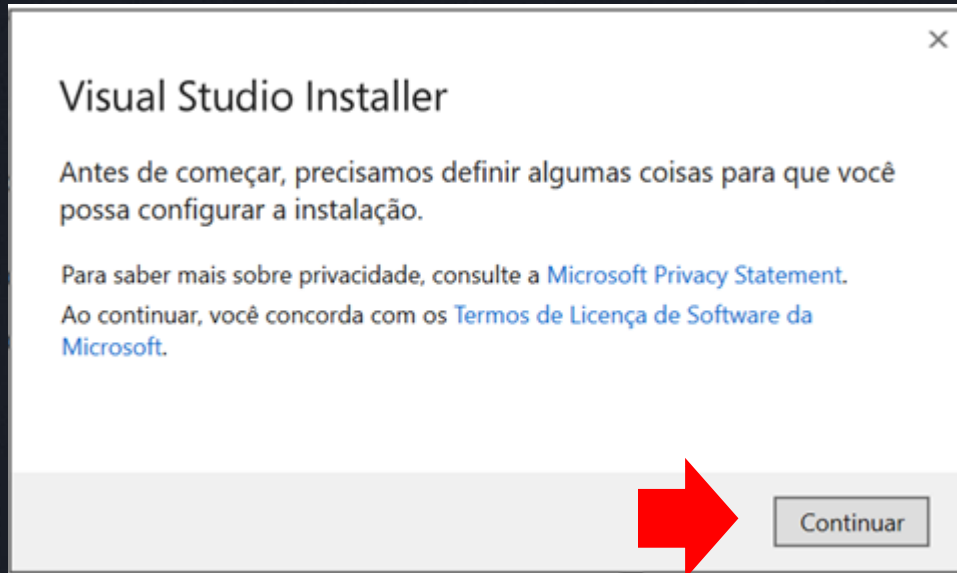 Visual Studio Installer
Antes de começar, precisamos definir algumas coisas para que você
possa configurar a instalação.
Para saber mais sobre privacidade, consulte a Microsoft Privacy Statement.
Ao continuar, você concorda com os Termos de Licença de Software da
Microsoft.
Continuar